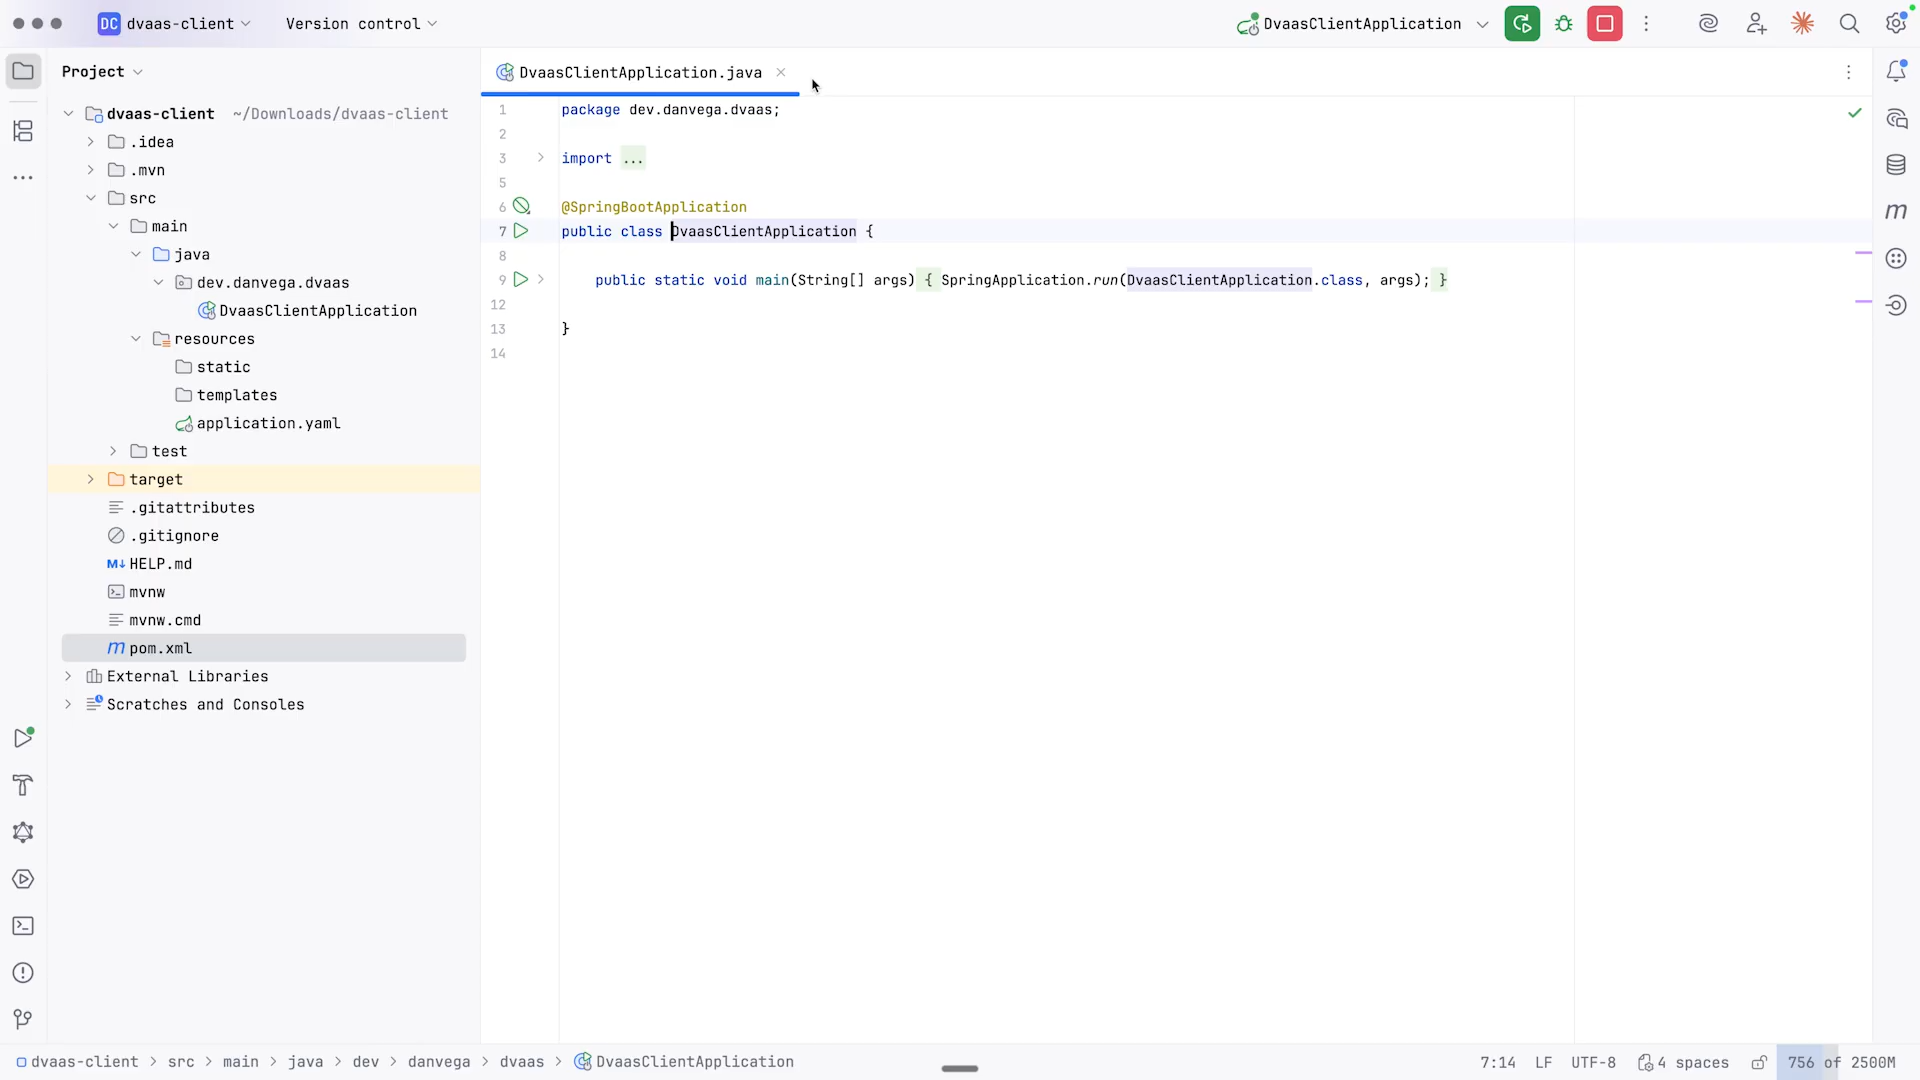 DC dvaas-client
Version control
DvaasClientApplication
Project
DvaasClientApplication.java
dvaas-client ~/Downloads/dvaas-client
.idea
.mvn
src
main
java
dev.danvega.dvaas
DvaasClientApplication
resources
static
templates
application.yaml
test
target
.gitattributes
.gitignore
M↓ HELP.md
mvnw
mvnw.cmd
m pom.xml
External Libraries
Scratches and Consoles
1 package dev.danvega.dvaas;
2
3 import ...
5
6 @SpringBootApplication
7 public class DvaasClientApplication {
8
9 public static void main(String[] args) { SpringApplication.run(DvaasClientApplication.class, args); }
12
13 }
14
m
dvaas-client > src > main > java > dev > danvega > dvaas > DvaasClientApplication
7:14 LF UTF-8 4 spaces 756 of 2500M